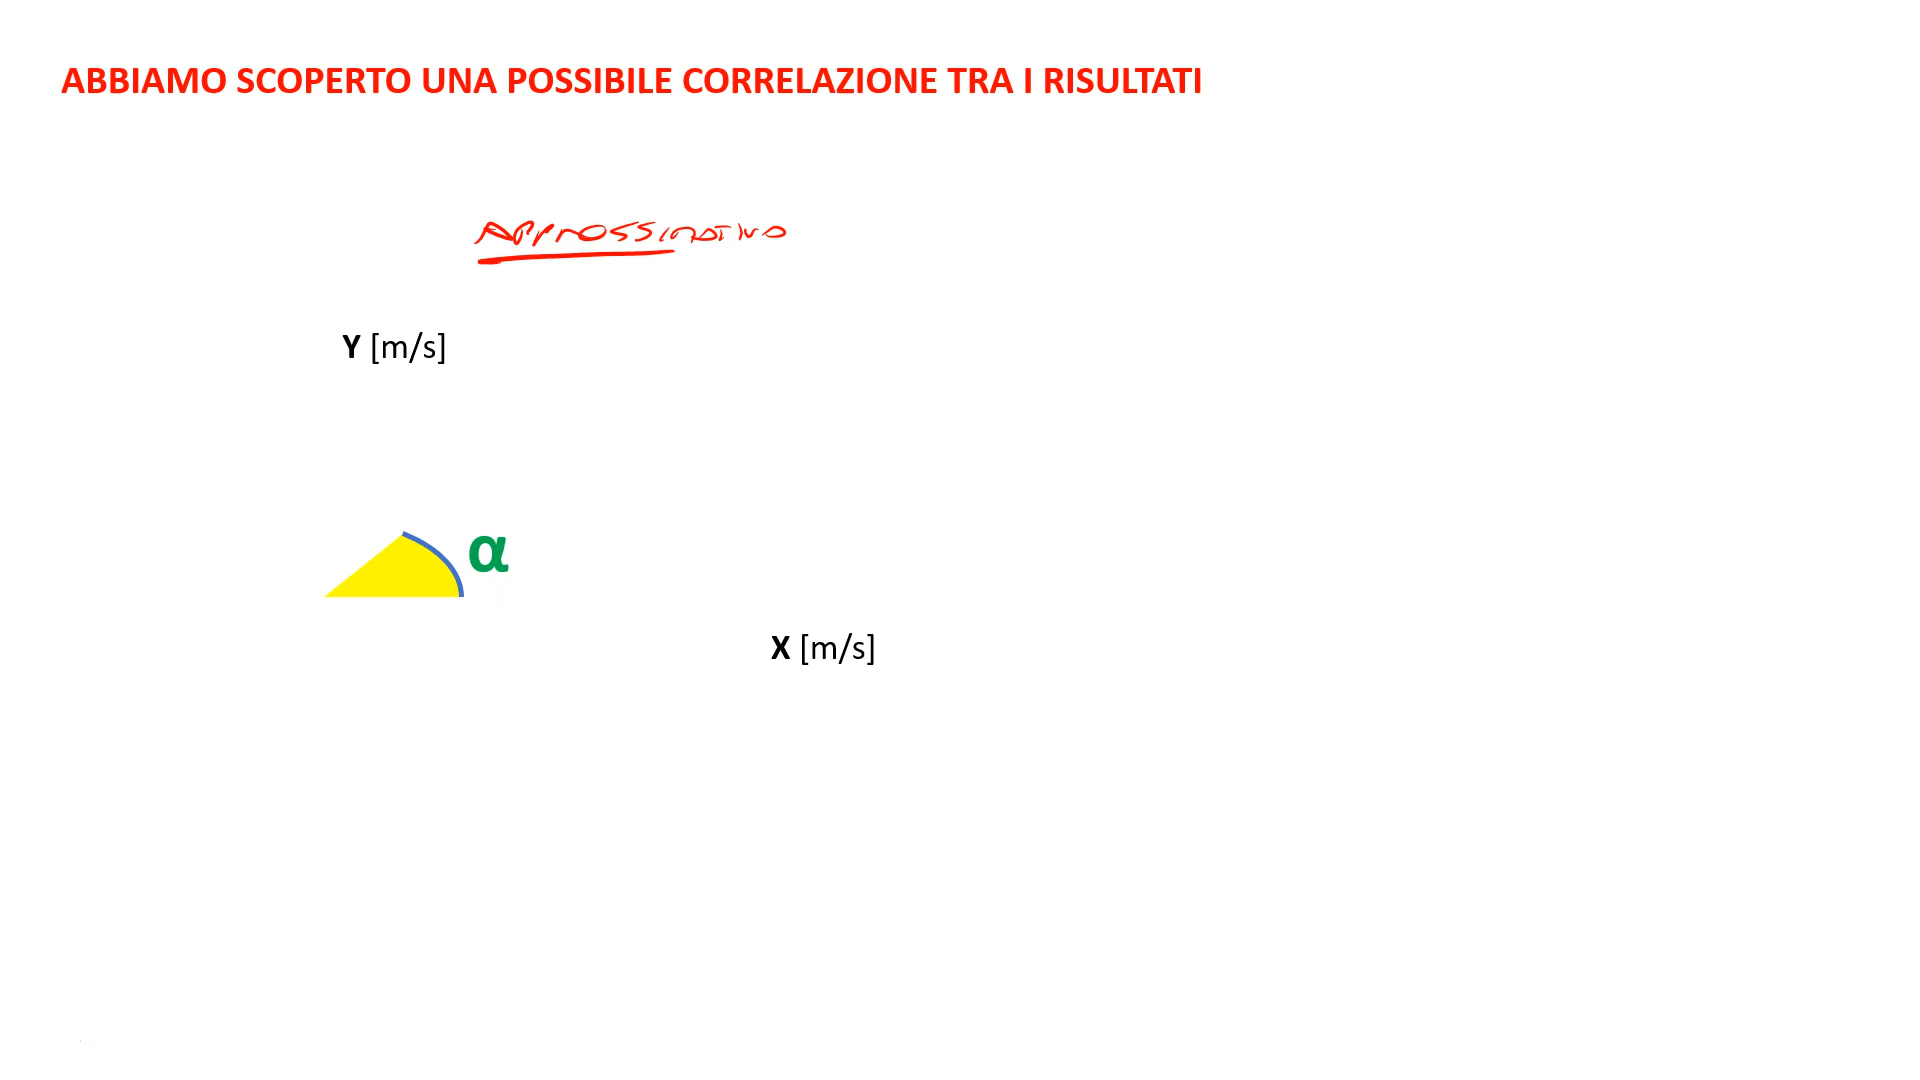 ABBIAMO SCOPERTO UNA POSSIBILE CORRELAZIONE TRA I RISULTATI
Approssimativo
Y [m/s]
α
X [m/s]